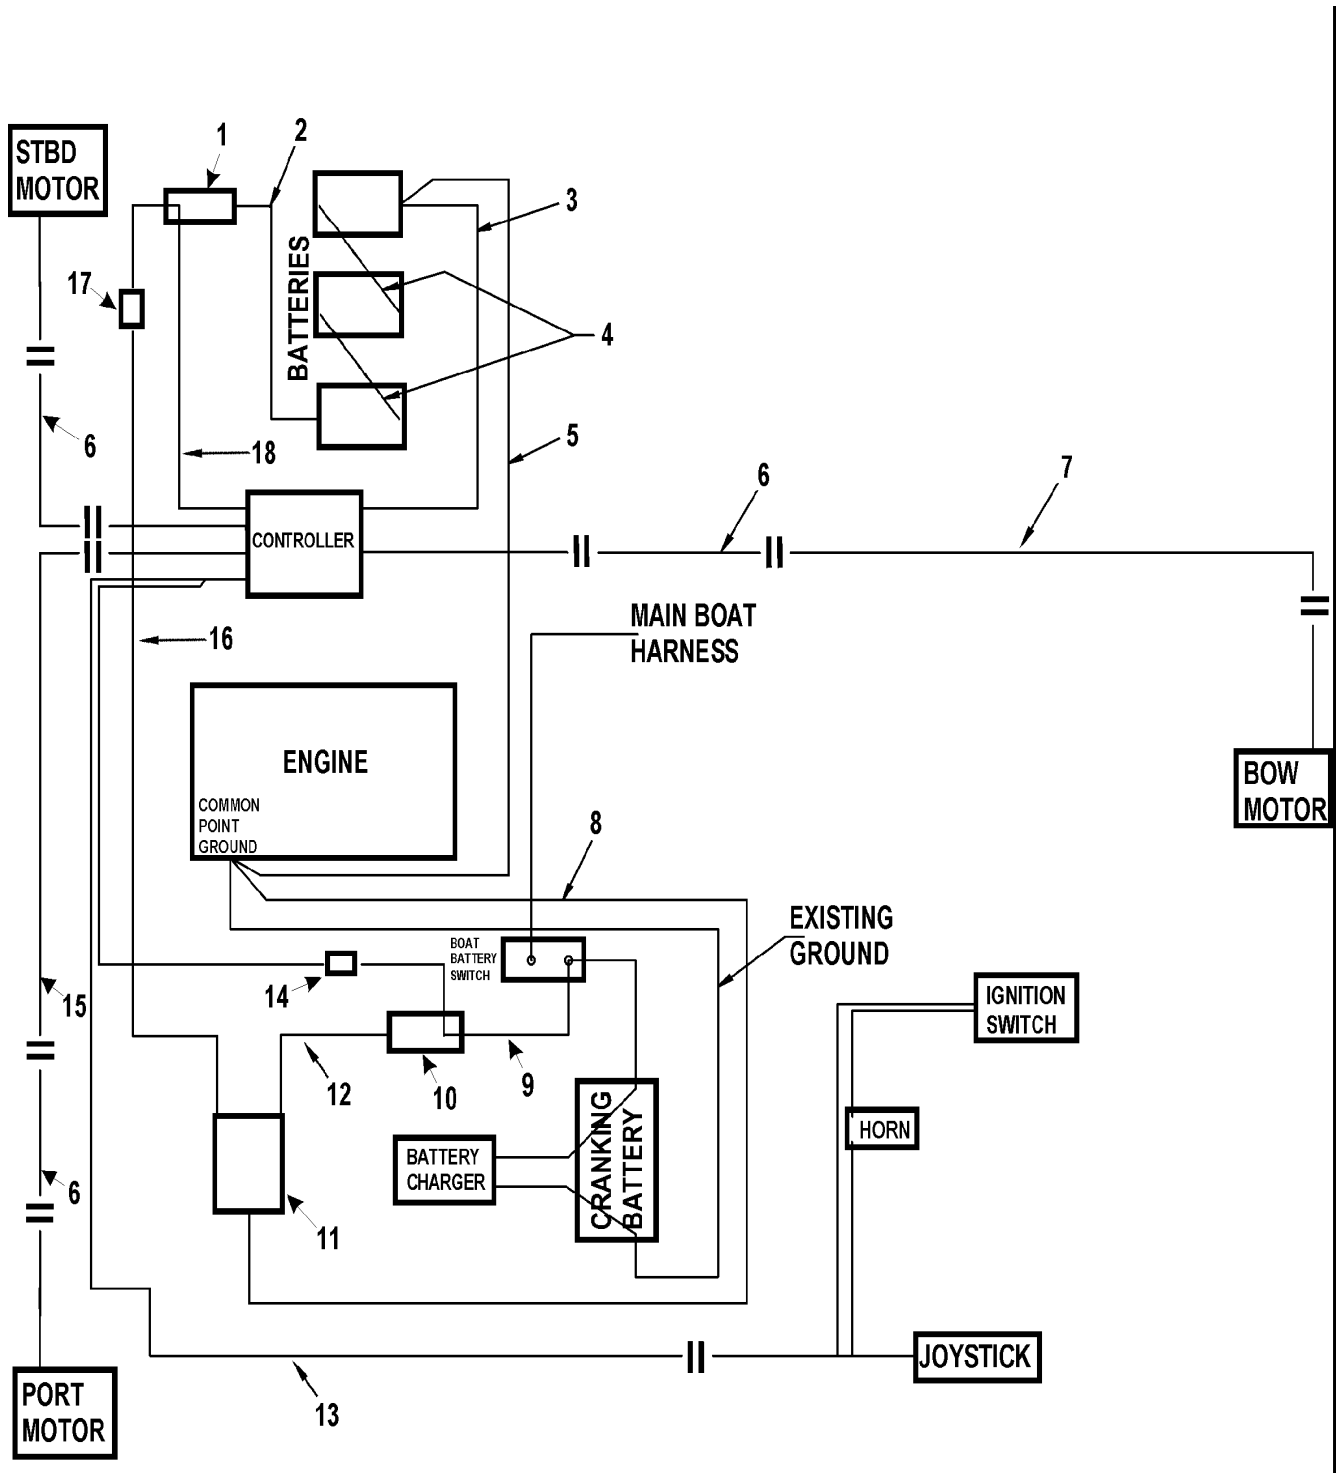 STBD
MOTOR
1
2
3
17
BATTERIES
4
6
18
5
6
7
CONTROLLER
16
MAIN BOAT
HARNESS
ENGINE
COMMON
POINT
GROUND
8
BOW
MOTOR
EXISTING
GROUND
BOAT
BATTERY
SWITCH
14
15
IGNITION
SWITCH
12
10
9
HORN
CRANKING
BATTERY
BATTERY
CHARGER
6
11
JOYSTICK
13
PORT
MOTOR